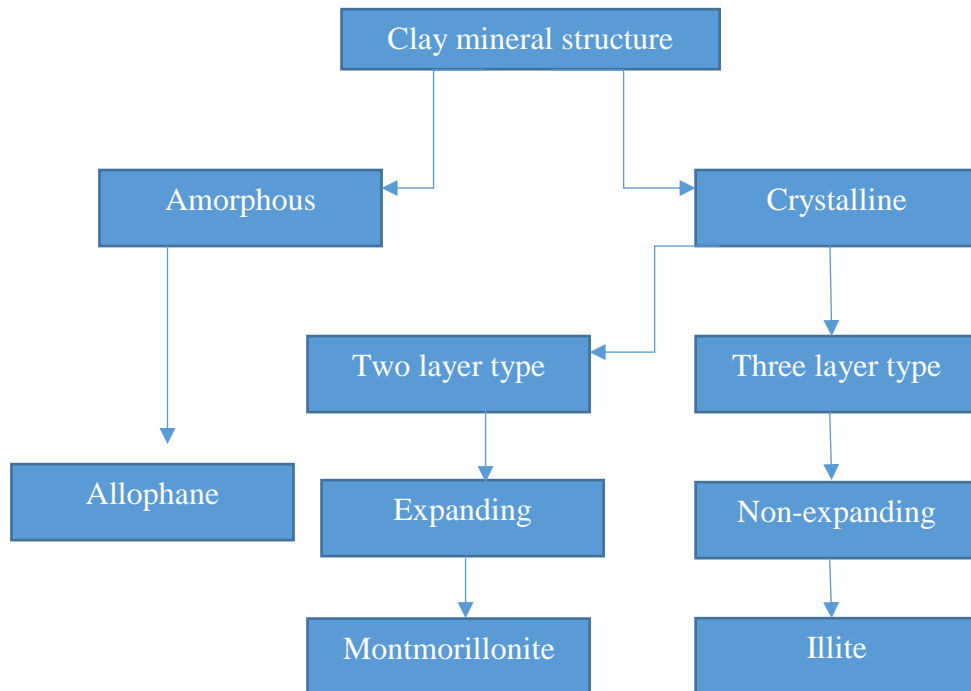 Clay mineral structure
Amorphous
Crystalline
Two layer type
Three layer type
Allophane
Expanding
Non-expanding
Montmorillonite
Illite